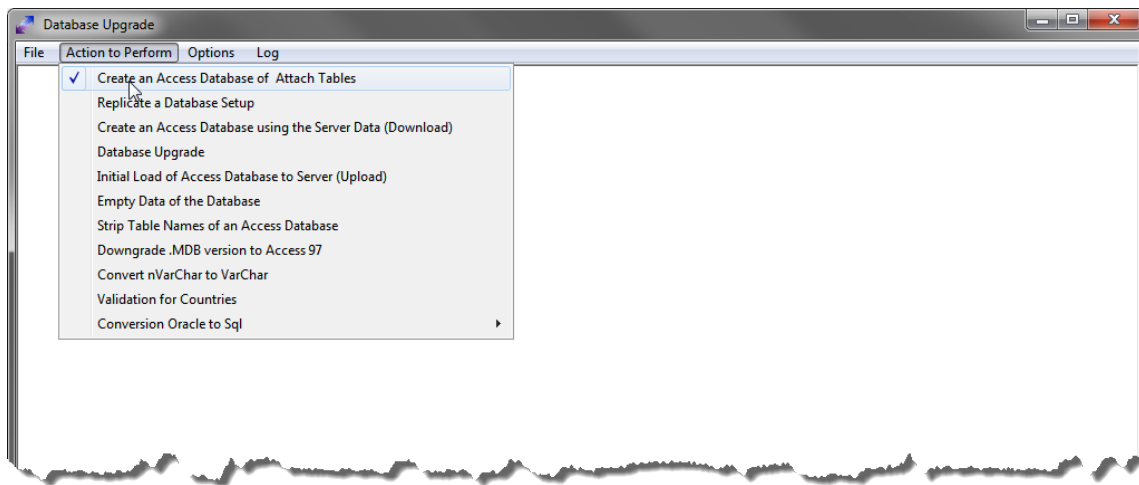 Database Upgrade
File Action to Perform Options Log
Create an Access Database of  Attach Tables
Replicate a Database Setup
Create an Access Database using the Server Data (Download)
Database Upgrade
Initial Load of Access Database to Server (Upload)
Empty Data of the Database
Strip Table Names of an Access Database
Downgrade .MDB version to Access 97
Convert nVarChar to VarChar
Validation for Countries
Conversion Oracle to Sql